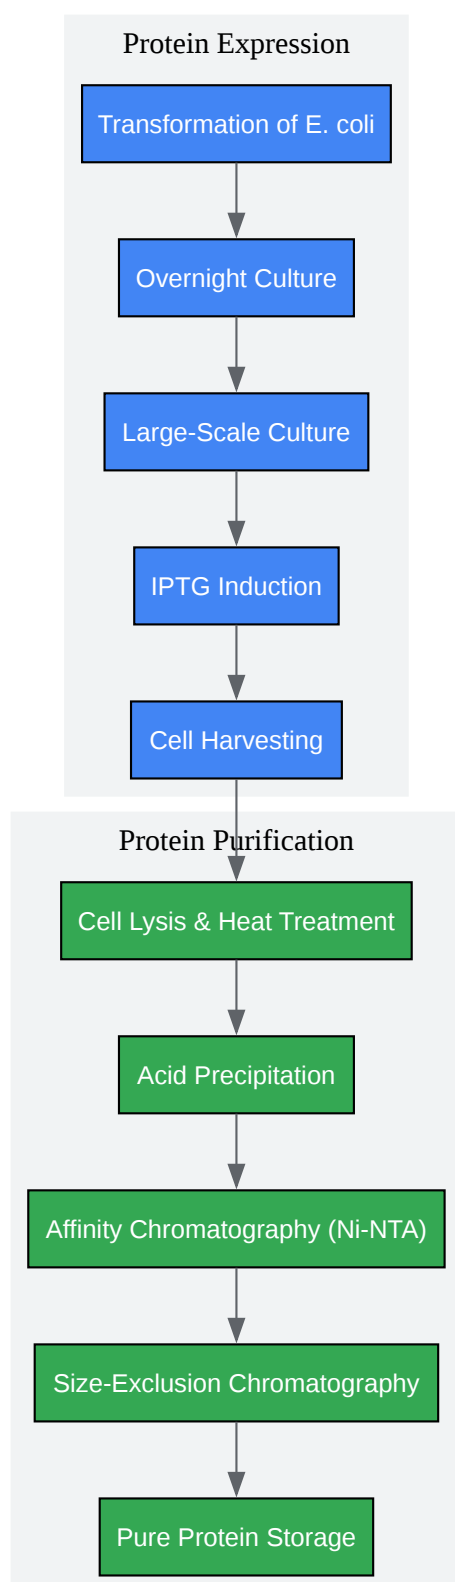 Protein Expression
Transformation of E. coli
Overnight Culture
Large-Scale Culture
IPTG Induction
Cell Harvesting
Protein Purification
Cell Lysis & Heat Treatment
Acid Precipitation
Affinity Chromatography (Ni-NTA)
Size-Exclusion Chromatography
Pure Protein Storage